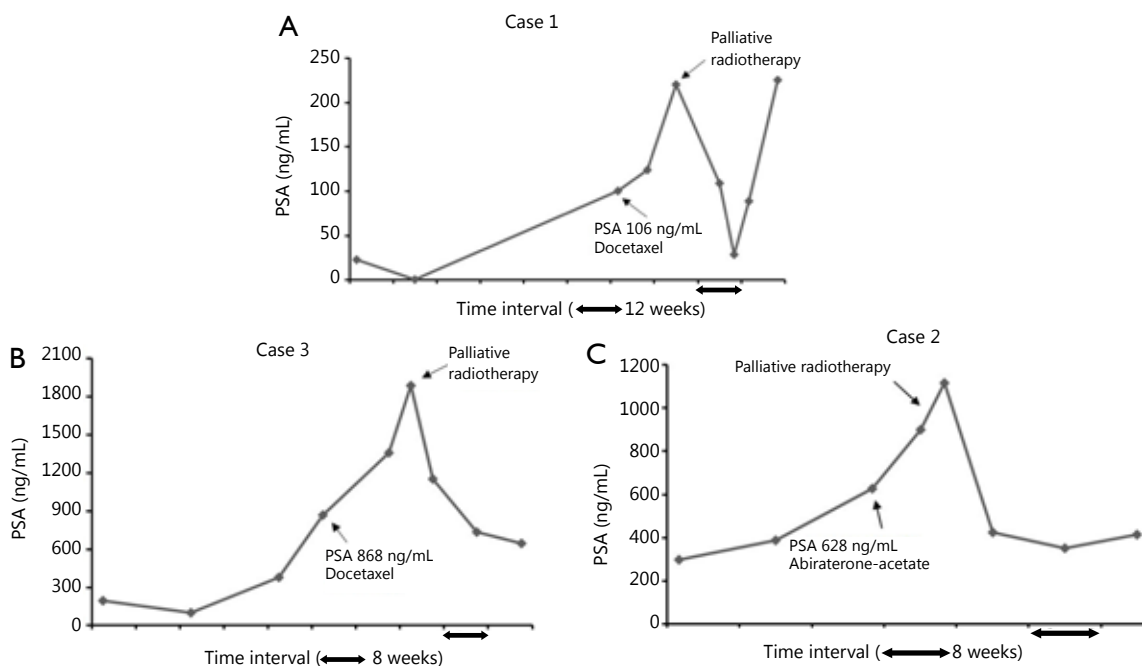 A
Case 1
PSA (ng/mL)
250
200
150
100
50
0
Palliative
radiotherapy
PSA 106 ng/mL
Docetaxel
Time interval ( 12 weeks)
B
Case 3
PSA (ng/mL)
2100
1800
1500
1200
900
600
300
0
Palliative
radiotherapy
PSA 868 ng/mL
Docetaxel
Time interval ( 8 weeks)
C
Case 2
PSA (ng/mL)
1200
1000
800
600
400
200
0
Palliative radiotherapy
PSA 628 ng/mL
Abiraterone-acetate
Time interval ( 8 weeks)